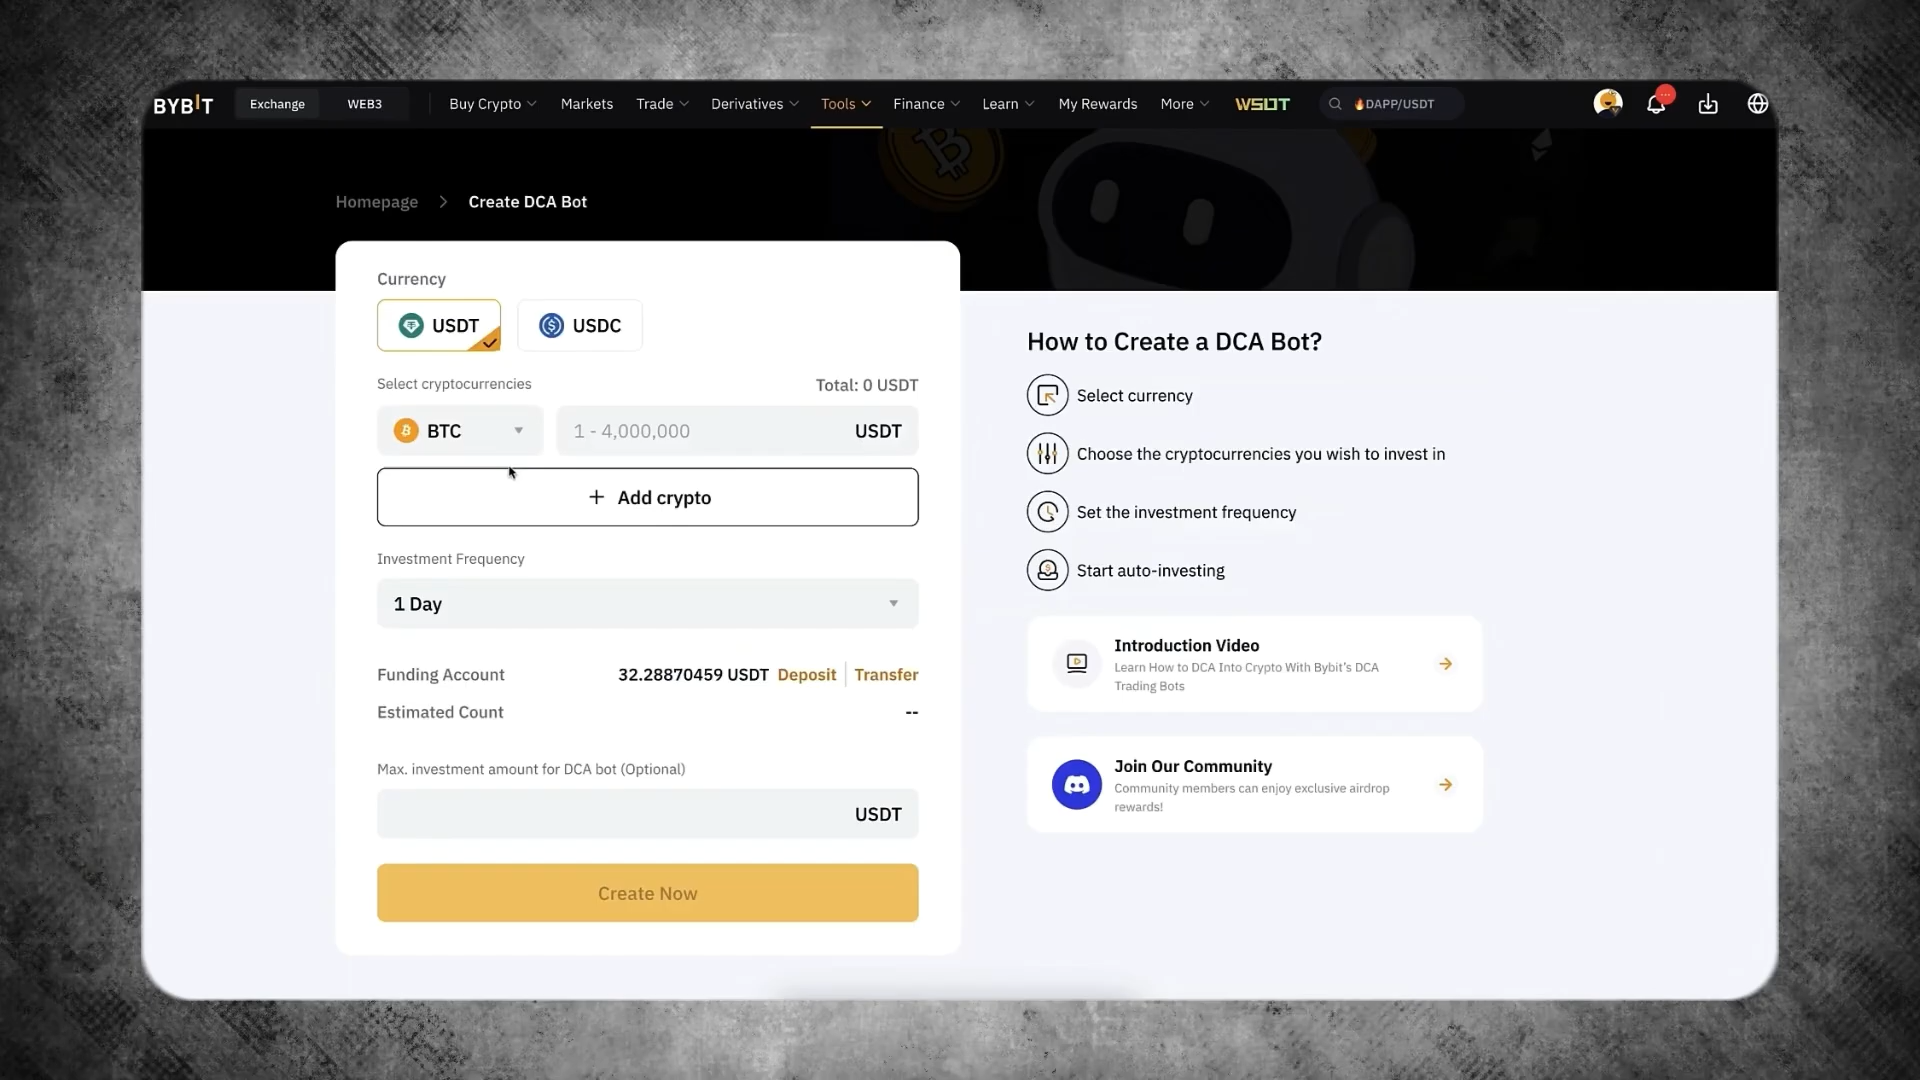 BYBIT
Exchange
WEB3
Buy Crypto
Markets
Trade
Derivatives
Tools
Finance
Learn
My Rewards
More
WSOT
🔥DAPP/USDT
Homepage > Create DCA Bot
Currency
USDT
USDC
Select cryptocurrencies
Total: 0 USDT
BTC
1 - 4,000,000
USDT
+ Add crypto
Investment Frequency
1 Day
Funding Account
32.28870459 USDT
Deposit
Transfer
Estimated Count
--
Max. investment amount for DCA bot (Optional)
USDT
Create Now
How to Create a DCA Bot?
Select currency
Choose the cryptocurrencies you wish to invest in
Set the investment frequency
Start auto-investing
Introduction Video
Learn How to DCA Into Crypto With Bybit's DCA
Trading Bots
Join Our Community
Community members can enjoy exclusive airdrop
rewards!